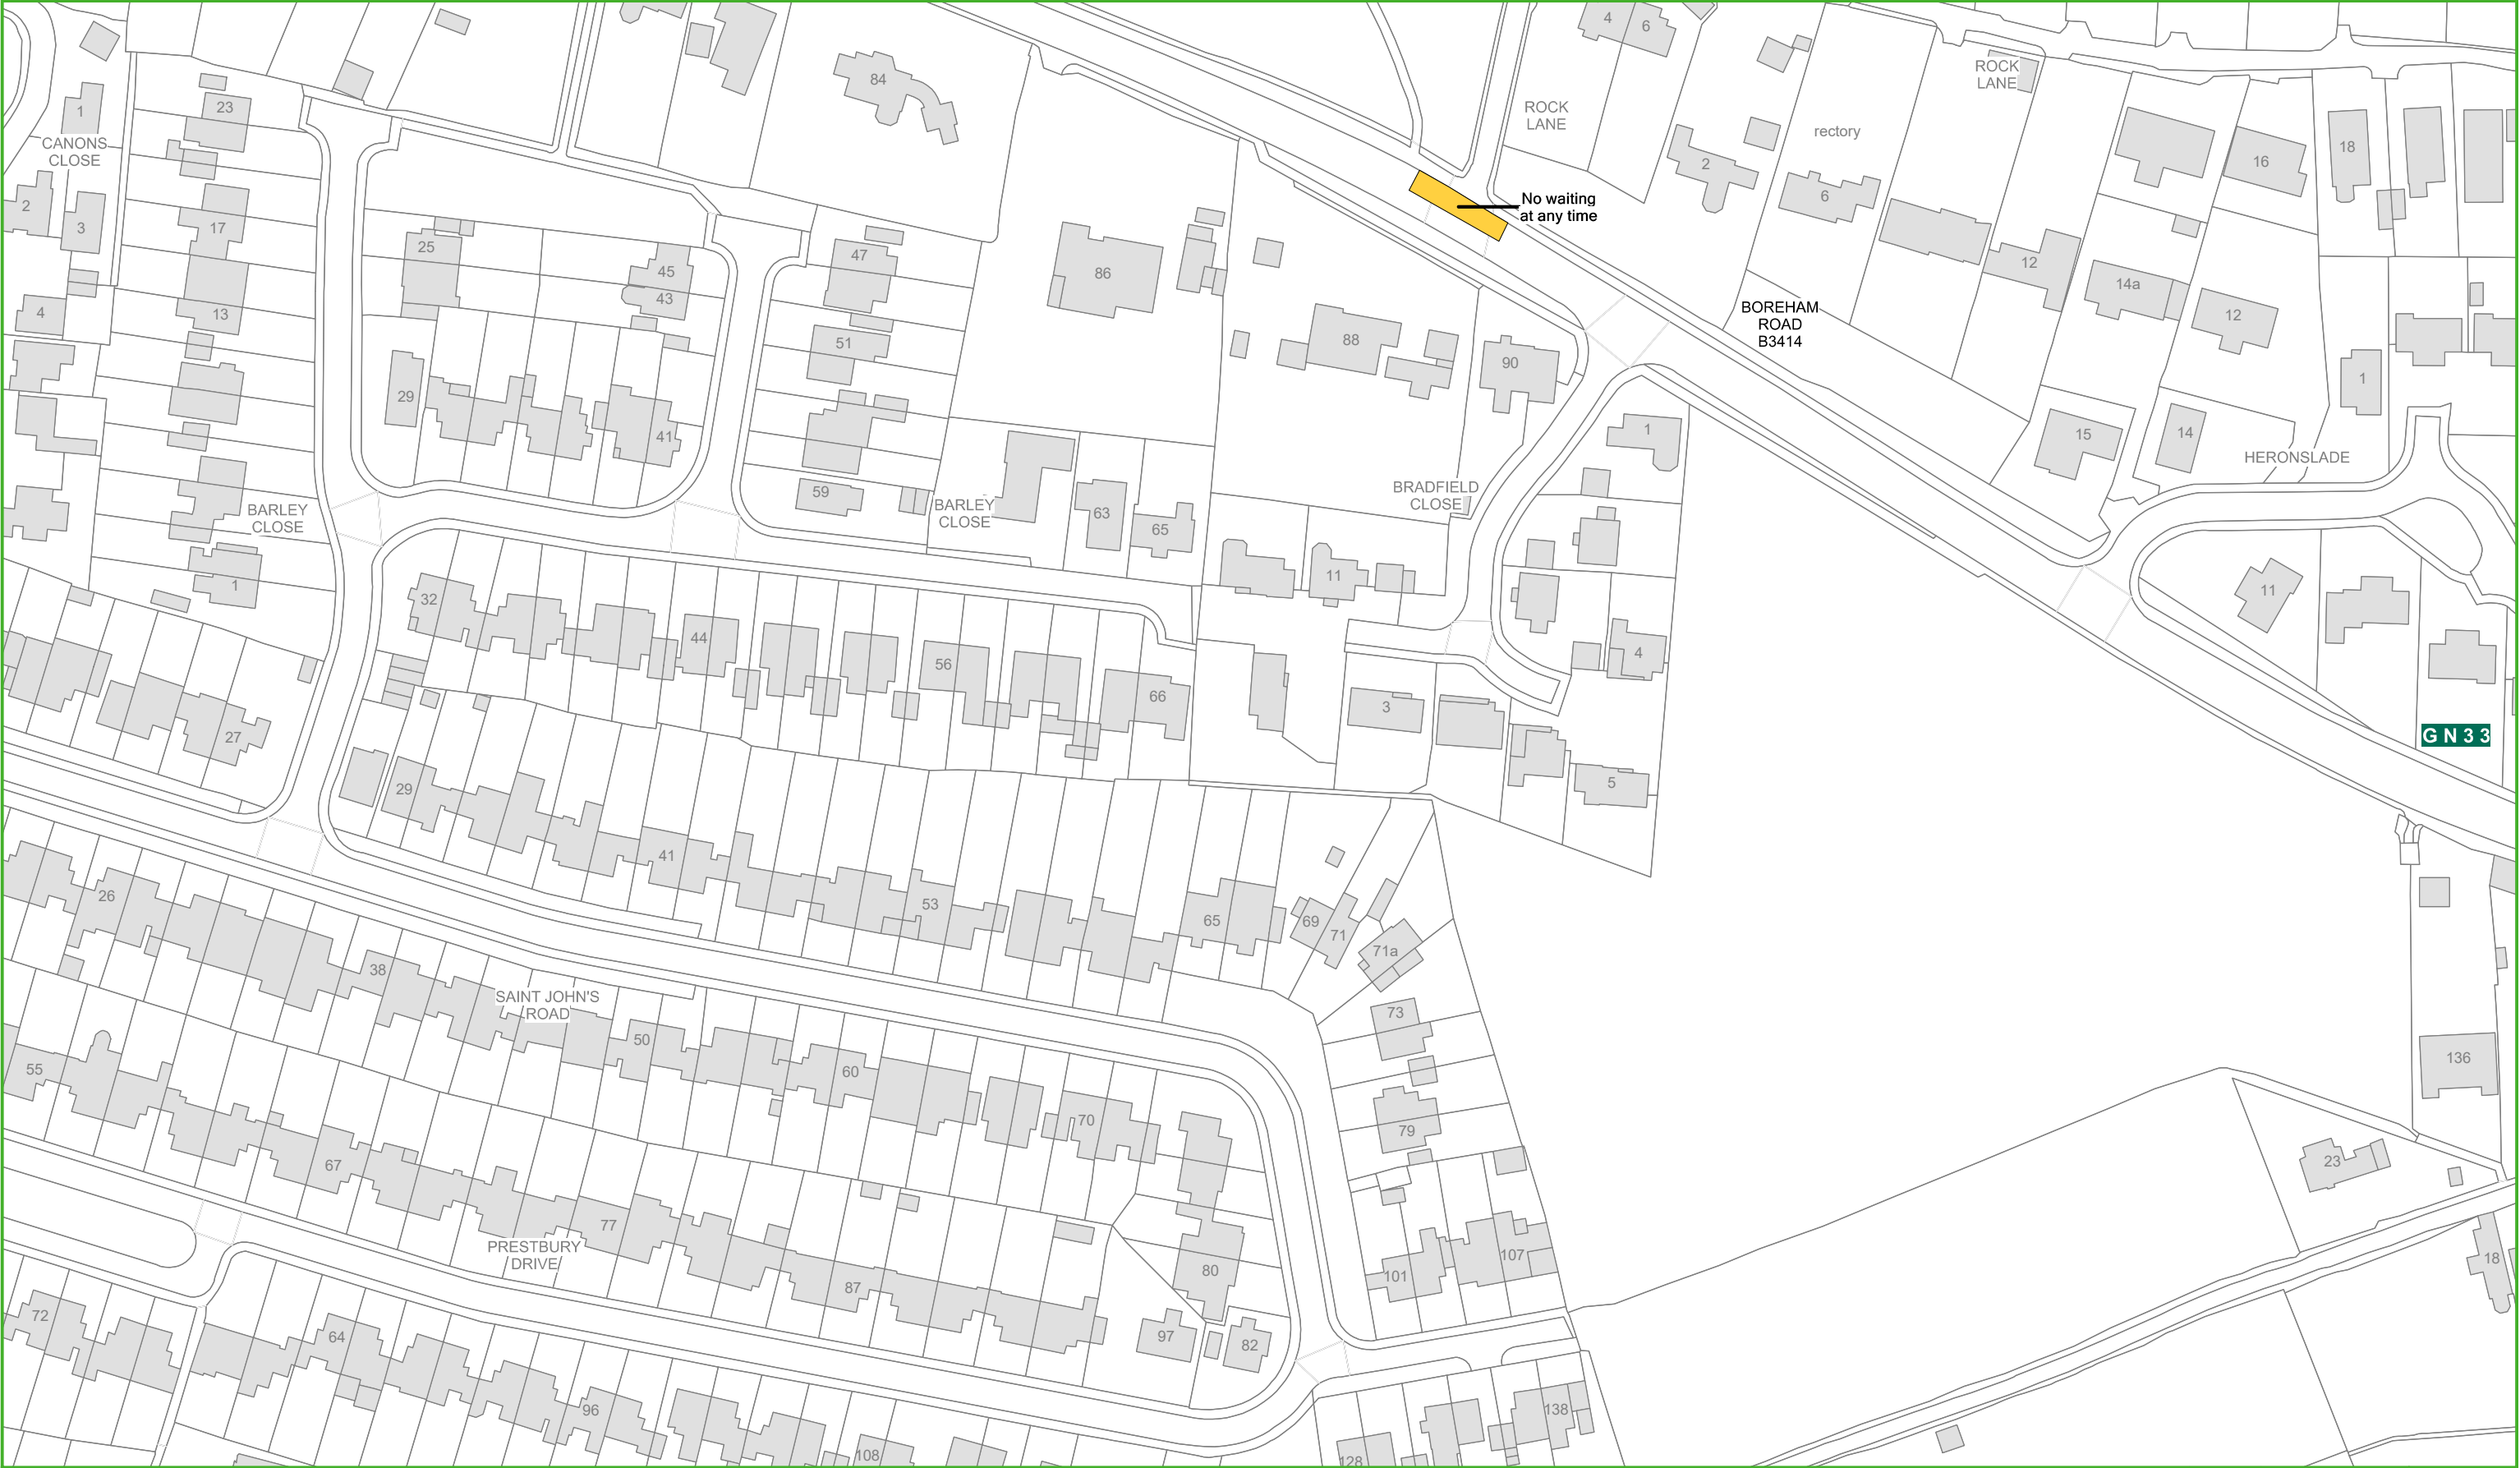 4
6
ROCK
LANE
84
1
23
ROCK
LANE
rectory
CANONS
CLOSE
2
6
16
18
2
3
17
No waiting
at any time
25
45
43
47
86
12
14a
12
4
13
BOREHAM
ROAD
B3414
51
88
90
1
29
41
1
15
14
HERONSLADE
59
BARLEY
CLOSE
BARLEY
CLOSE
63
65
BRADFIELD
CLOSE
11
1
32
11
44
56
66
4
3
27
29
5
GN33
41
26
53
65
69
71
71a
38
SAINT JOHN'S
ROAD
50
73
55
60
70
79
136
67
23
77
PRESTBURY
DRIVE
80
87
101
107
18
72
64
97
82
96
108
128
138